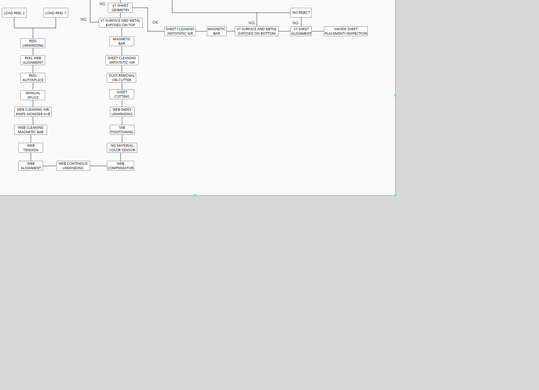 NG
V1 SHEET
GEOMETRY
LOAD REEL 2
LOAD REEL 1
NO REJECT
NG
V1 SURFACE AND METAL
EXPOSED ON TOP
OK
NG
NG
SHEET CLEANING
ANTISTATIC AIR
MAGNETIC
BAR
V1 SURFACE AND METAL
EXPOSED ON BOTTOM
V1 SHEET
ALIGNMENT
ANODE SHEET
PLACEMENT+INSPECTION
REEL
UNWINDING
MAGNETIC
BAR
REEL WEB
ALIGNMENT
SHEET CLEANING
ANTISTATIC AIR
REEL
AUTOSPLICE
DUST REMOVAL
ON CUTTER
MANUAL
SPLICE
SHEET
CUTTING
WEB CLEANING AIR
KNIFE +IONIZER A+B
WEB INDEX
UNWINDING
WEB CLEANING
MAGNETIC BAR
POSITIONING
WEB
TENSION
NO MATERIAL
COLOR SENSOR
WEB
ALIGNMENT
WEB CONTINOUS
UNWINDING
WEB
COMPENSATOR